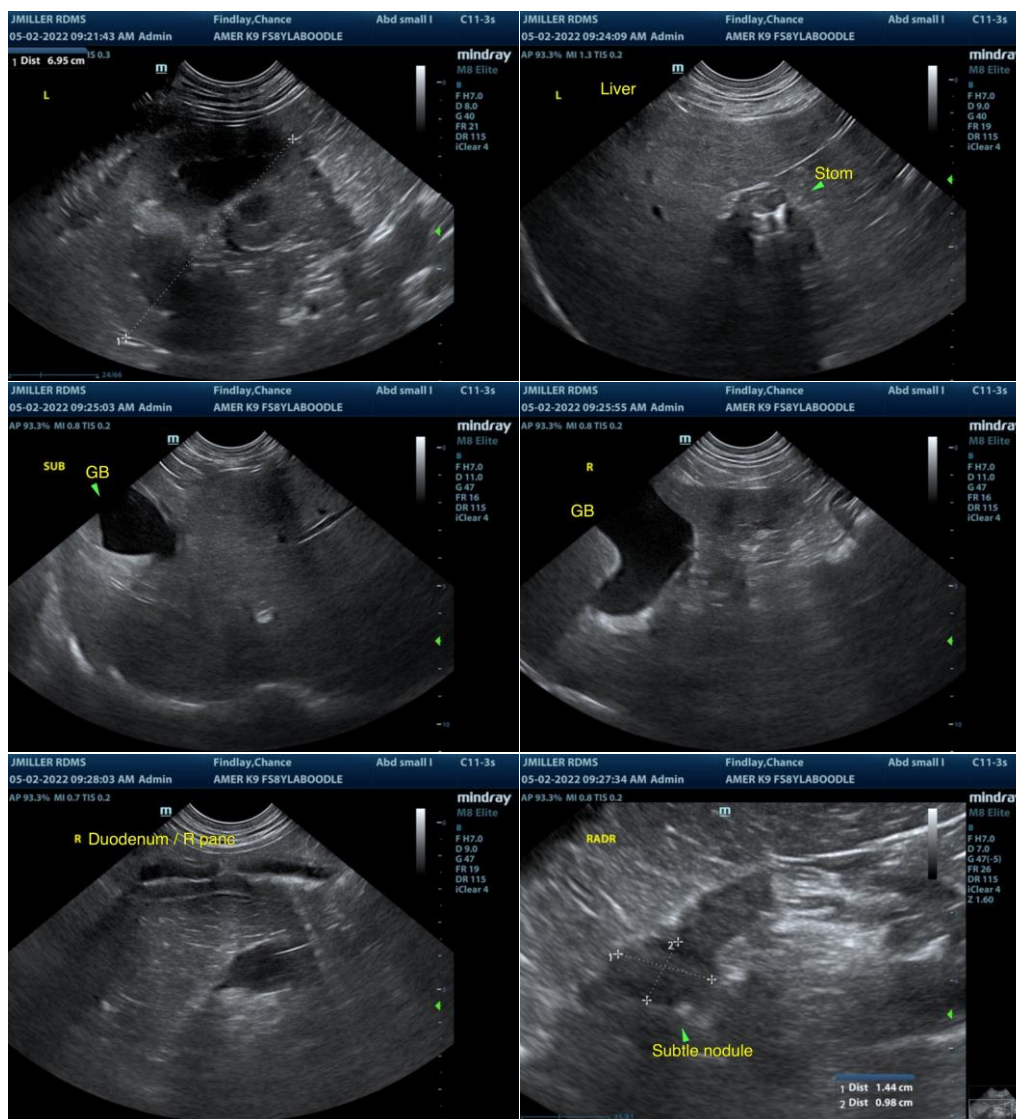 JMILLER RDMS Findlay,Chance Abd small I C11-3s
05-02-2022 09:21:43 AM Admin AMER K9 FS8YLABOODLE
1 Dist 6.95 cm
TIS 0.3
mindray
M8 Elite
m
L
B
F H7.0
D 8.0
G 40
FR 21
DR 115
iClear 4
1
24/66
JMILLER RDMS Findlay,Chance Abd small I C11-3s
05-02-2022 09:24:09 AM Admin AMER K9 FS8YLABOODLE
AP 93.3% MI 1.3 TIS 0.2
mindray
M8 Elite
m
L
Liver
Stom
B
F H7.0
D 9.0
G 40
FR 19
DR 115
iClear 4
JMILLER RDMS Findlay,Chance Abd small I C11-3s
05-02-2022 09:25:03 AM Admin AMER K9 FS8YLABOODLE
AP 93.3% MI 0.8 TIS 0.2
mindray
M8 Elite
m
SUB
GB
B
F H7.0
D 11.0
G 47
FR 16
DR 115
iClear 4
5
10
JMILLER RDMS Findlay,Chance Abd small I C11-3s
05-02-2022 09:25:55 AM Admin AMER K9 FS8YLABOODLE
AP 93.3% MI 0.8 TIS 0.2
mindray
M8 Elite
m
R
GB
B
F H7.0
D 11.0
G 47
FR 16
DR 115
iClear 4
5
10
JMILLER RDMS Findlay,Chance Abd small I C11-3s
05-02-2022 09:28:03 AM Admin AMER K9 FS8YLABOODLE
AP 93.3% MI 0.7 TIS 0.2
mindray
M8 Elite
m
R Duodenum / R panc
B
F H7.0
D 9.0
G 47
FR 19
DR 115
iClear 4
JMILLER RDMS Findlay,Chance Abd small I C11-3s
05-02-2022 09:27:34 AM Admin AMER K9 FS8YLABOODLE
AP 93.3% MI 0.8 TIS 0.2
mindray
M8 Elite
m
RADR
B
F H7.0
D 7.0
G 47(-5)
FR 26
DR 115
iClear 4
Z 1.60
1
2
Subtle nodule
1 Dist 1.44 cm
2 Dist 0.98 cm